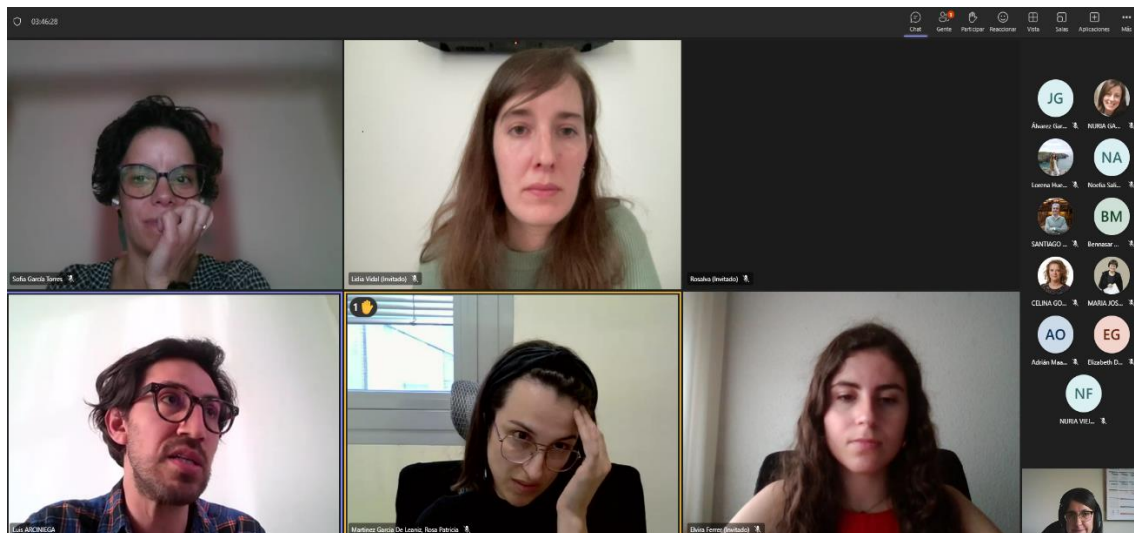 03:46:28
Chat
Gente
Participar
Reaccionar
Vista
Salas
Aplicaciones
Más
Sofia García Torres
Lidia Vidal (Invitado)
Rosalva (Invitado)
Luis ARCINIEGA
1
Martinez Garcia De Leaniz, Rosa Patricia
Elvira Ferrer (Invitado)
JG
Álvarez Gar...
NURIA GA...
Lorena Hue...
NA
Noelia Sali...
SANTIAGO ...
BM
Bennasar ...
CELINA GO...
MARIA JOS...
AO
Adrián Maa...
EG
Elizabeth D...
NF
NURIA VIEJ...